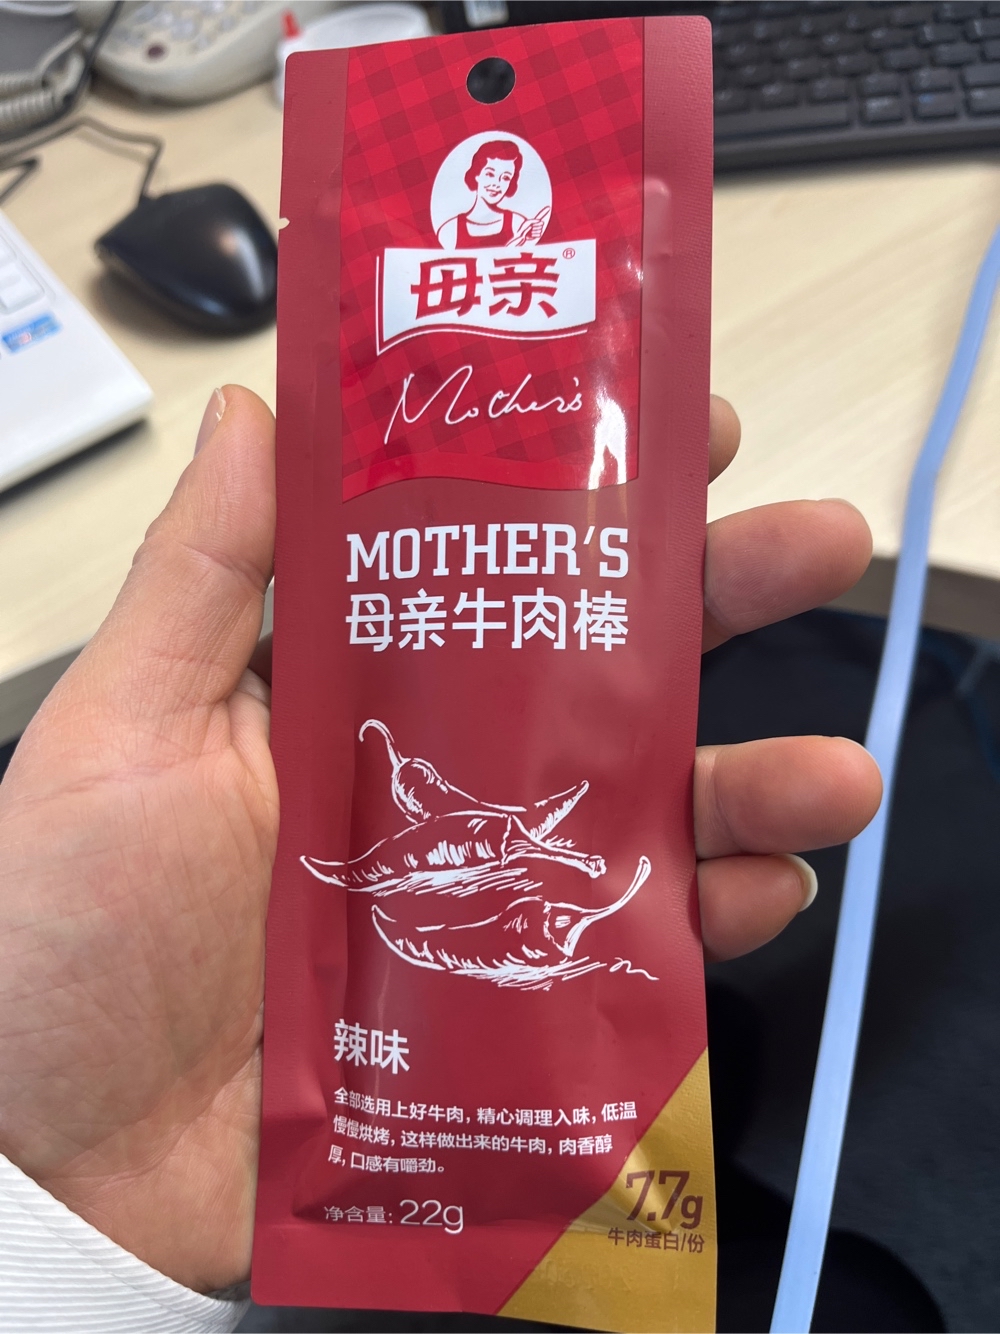 母亲®
Mother's
MOTHER'S
母亲牛肉棒
辣味
全部选用上好牛肉，精心调理入味，低温
慢慢烘烤，这样做出来的牛肉，肉香醇
厚，口感有嚼劲。
净含量：22g
7.7g
牛肉蛋白/份